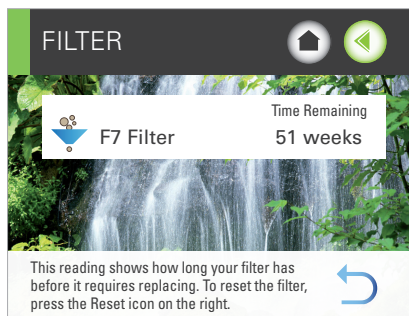 FILTER
Time Remaining
F7 Filter 51 weeks
This reading shows how long your filter has
before it requires replacing. To reset the filter,
press the Reset icon on the right.